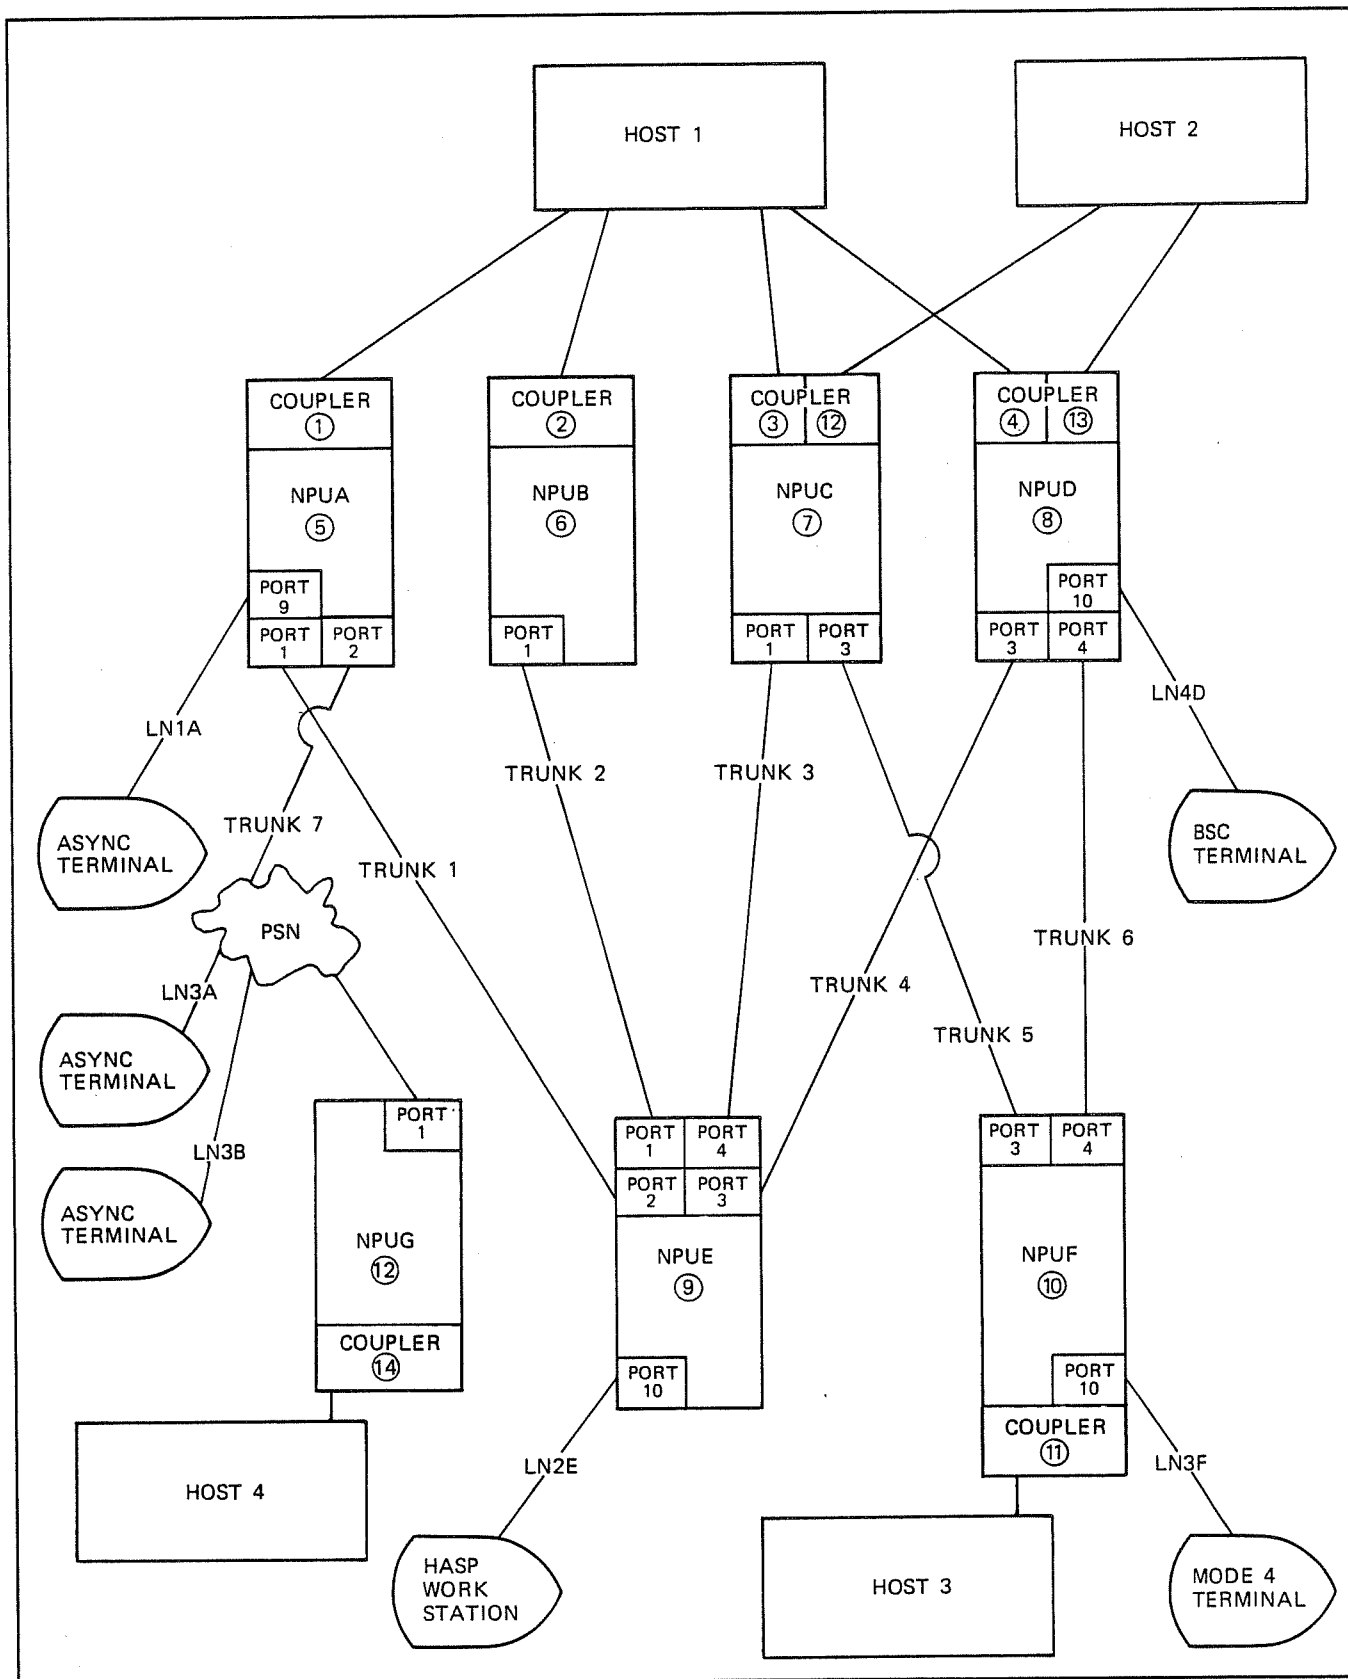 HOST 1
HOST 2
COUPLER
1
COUPLER
2
COUPLER
3
12
COUPLER
4
13
NPUA
5
NPUB
6
NPUC
7
NPUD
8
PORT
9
PORT
1
PORT
2
PORT
1
PORT
1
PORT
3
PORT
10
PORT
3
PORT
4
LN1A
LN4D
TRUNK 2
TRUNK 3
TRUNK 7
TRUNK 1
ASYNC
TERMINAL
BSC
TERMINAL
PSN
TRUNK 6
TRUNK 4
TRUNK 5
LN3A
ASYNC
TERMINAL
LN3B
ASYNC
TERMINAL
PORT
1
NPUG
12
COUPLER
14
HOST 4
PORT
1
PORT
4
PORT
2
PORT
3
NPUE
9
PORT
10
LN2E
HASP
WORK
STATION
PORT
3
PORT
4
NPUF
10
PORT
10
COUPLER
11
LN3F
HOST 3
MODE 4
TERMINAL